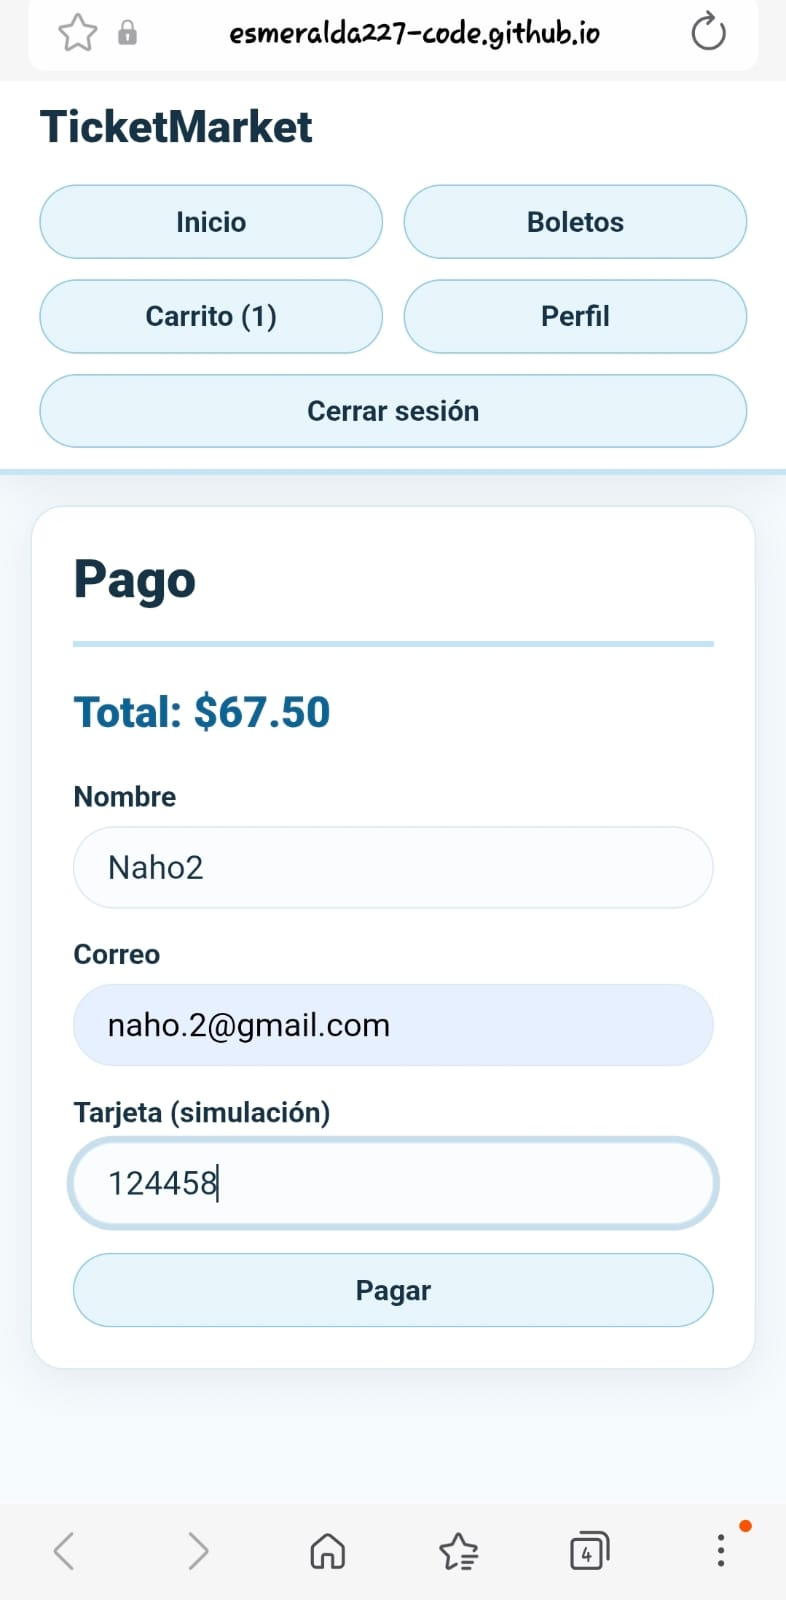 esmeralda227-code.github.io
TicketMarket
Inicio
Boletos
Carrito (1)
Perfil
Cerrar sesión
Pago
Total: $67.50
Nombre
Naho2
Correo
naho.2@gmail.com
Tarjeta (simulación)
124458
Pagar
4